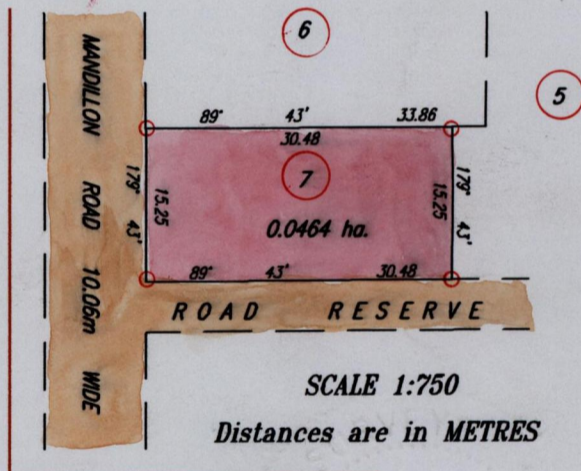 6
5
MANDILLON ROAD 10.06m WIDE
89° 43' 33.86
30.48
7
179° 43'
15.25
15.25
179° 43'
0.0464 ha.
89° 43' 30.48
ROAD RESERVE
SCALE 1:750
Distances are in METRES